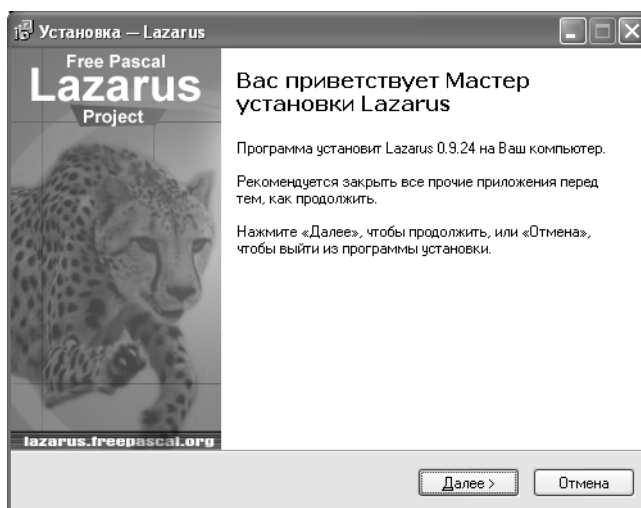 Установка — Lazarus
Free Pascal
Lazarus
Project
Вас приветствует Мастер
установки Lazarus
Программа установит Lazarus 0.9.24 на Ваш компьютер.
Рекомендуется закрыть все прочие приложения перед
тем, как продолжить.
Нажмите «Далее», чтобы продолжить, или «Отмена»,
чтобы выйти из программы установки.
lazarus.freepascal.org
Далее >
Отмена